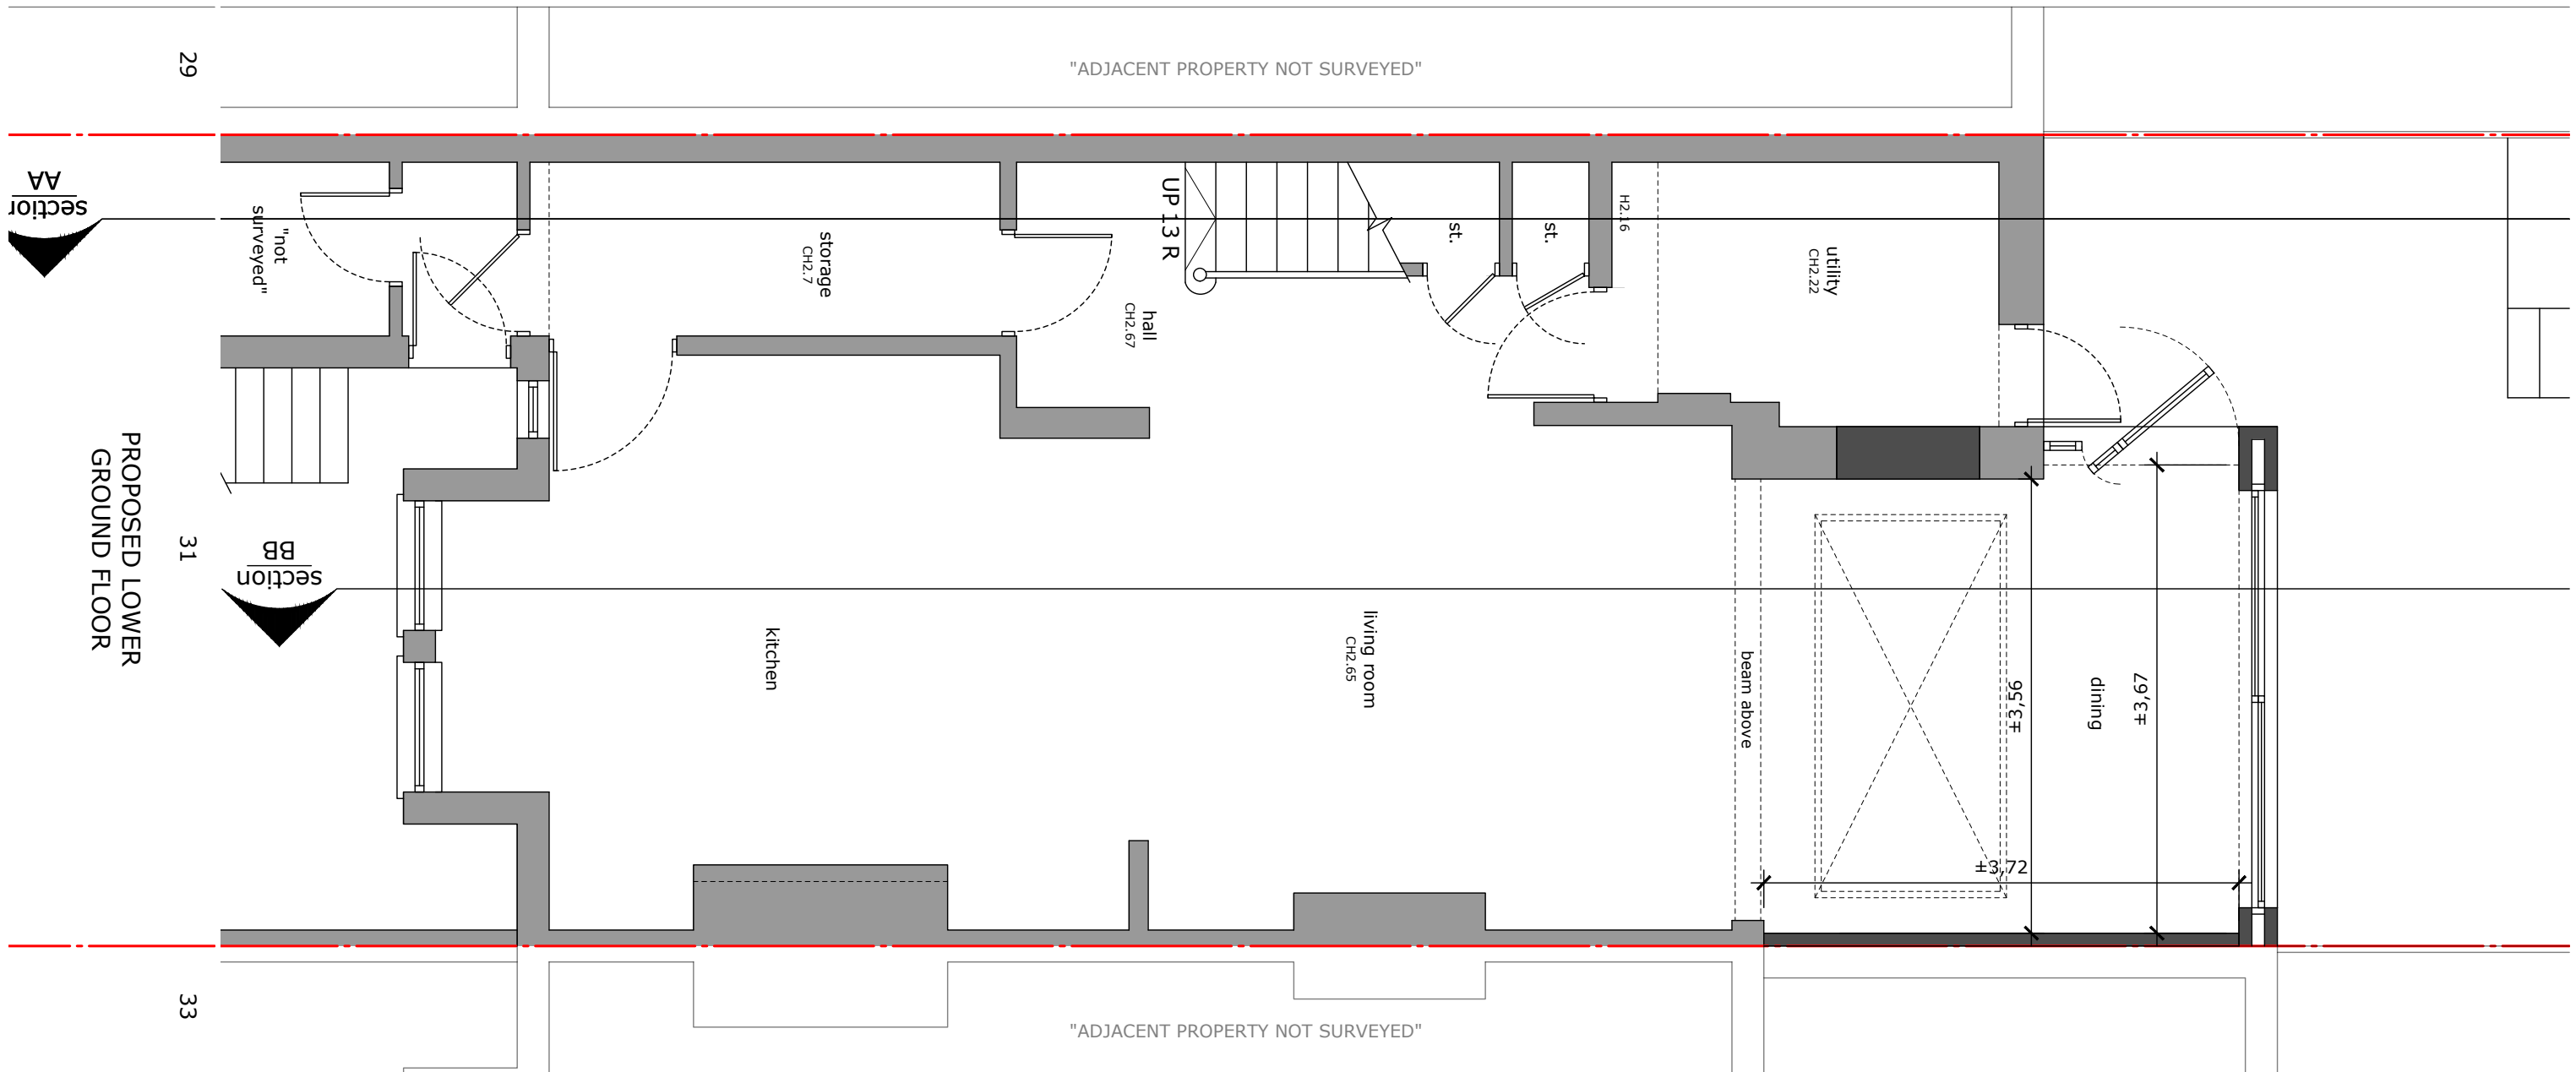 "ADJACENT PROPERTY NOT SURVEYED"
29
section
AA
"not
surveyed"
storage
CH2.7
hall
CH2.67
UP 13 R
st.
st.
H2.16
utility
CH2.22
PROPOSED LOWER
GROUND FLOOR
31
section
BB
kitchen
living room
CH2.65
beam above
±3,56
dining
±3,67
±3,72
33
"ADJACENT PROPERTY NOT SURVEYED"